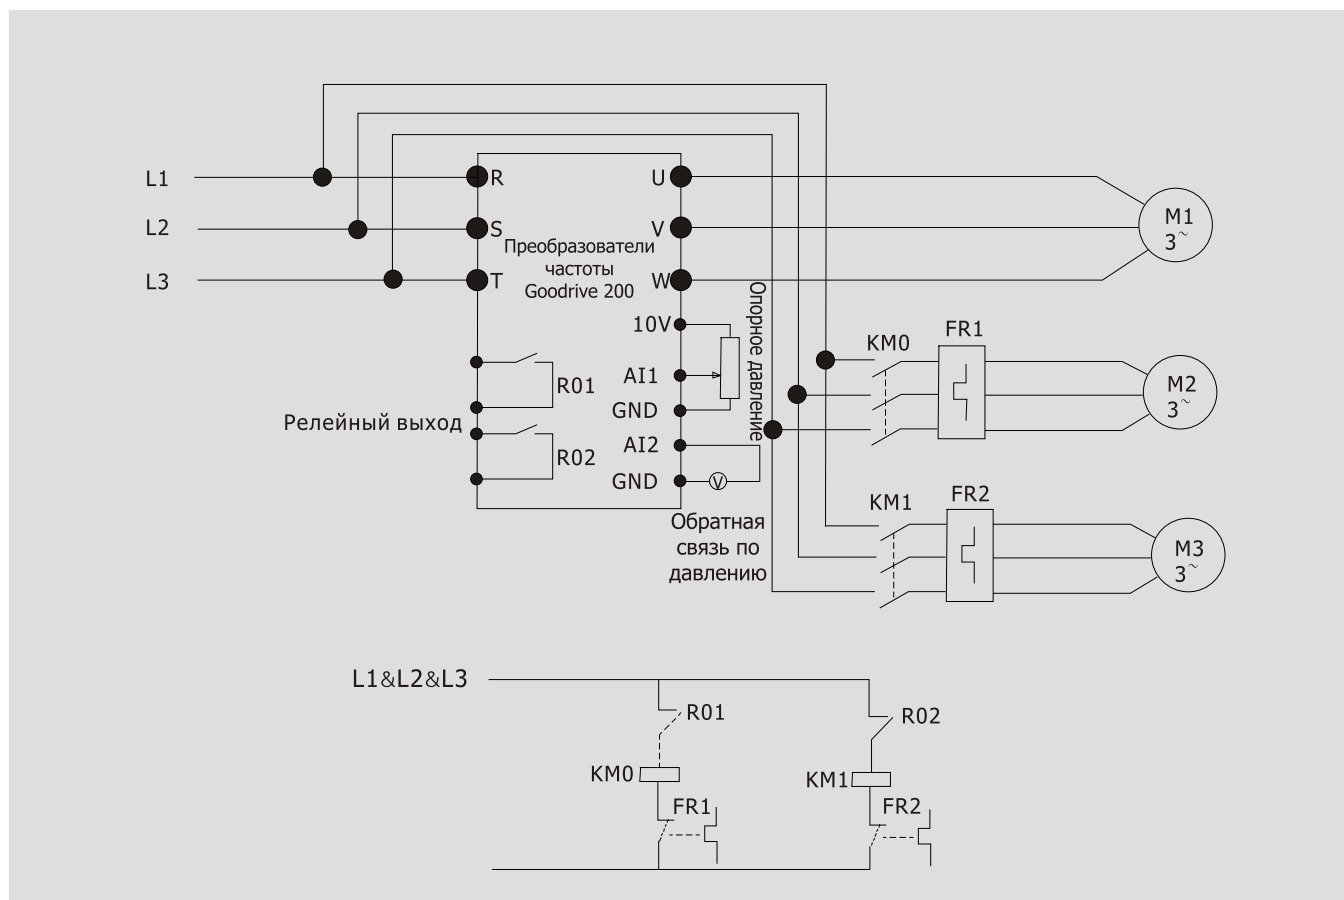 L1
L2
L3
R
S
T
U
V
W
Преобразователи
частоты
Goodrive 200
10V
AI1
GND
AI2
GND
V
Опорное давление
R01
R02
Релейный выход
Обратная
связь по
давлению
M1
3~
KM0
FR1
M2
3~
KM1
FR2
M3
3~
L1&L2&L3
R01
R02
KM0
KM1
FR1
FR2